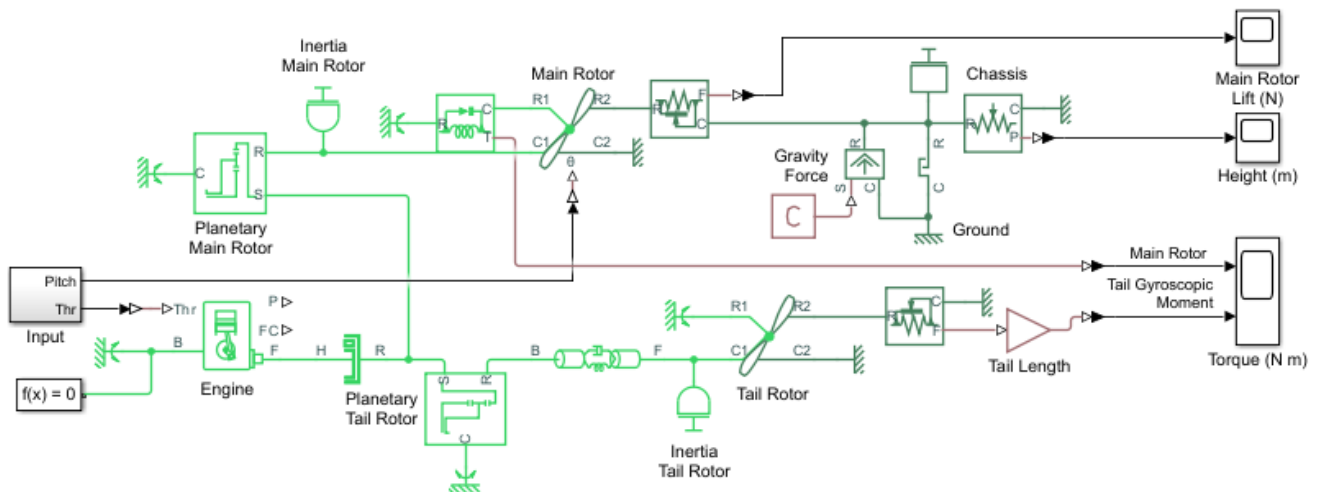 Inertia
Main Rotor
Main Rotor
Chassis
Main Rotor
Lift (N)
R1
R2
R
C
T
C1
C2
θ
R
F
C
R
C
P
R
S
C
R
C
Gravity
Force
C
Ground
Height (m)
C
R
S
Planetary
Main Rotor
Pitch
Thr
Input
Thr
P
FC
B
F
Engine
f(x) = 0
H
R
Planetary
Tail Rotor
S
R
C
B
F
R1
R2
C1
C2
Tail Rotor
Inertia
Tail Rotor
R
C
F
Tail Length
Main Rotor
Tail Gyroscopic
Moment
Torque (N m)